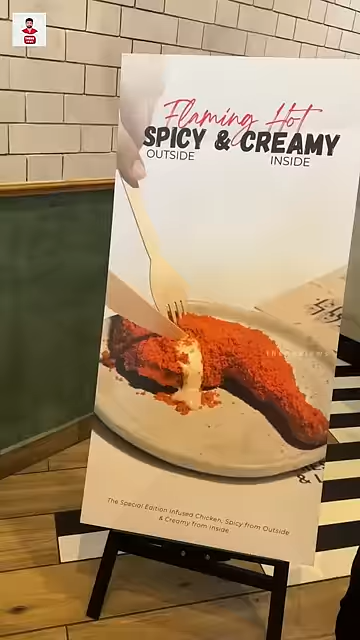 Flaming Hot
SPICY & CREAMY
OUTSIDE INSIDE
The Special Edition Infused Chicken, Spicy from Outside
& Creamy from Inside.